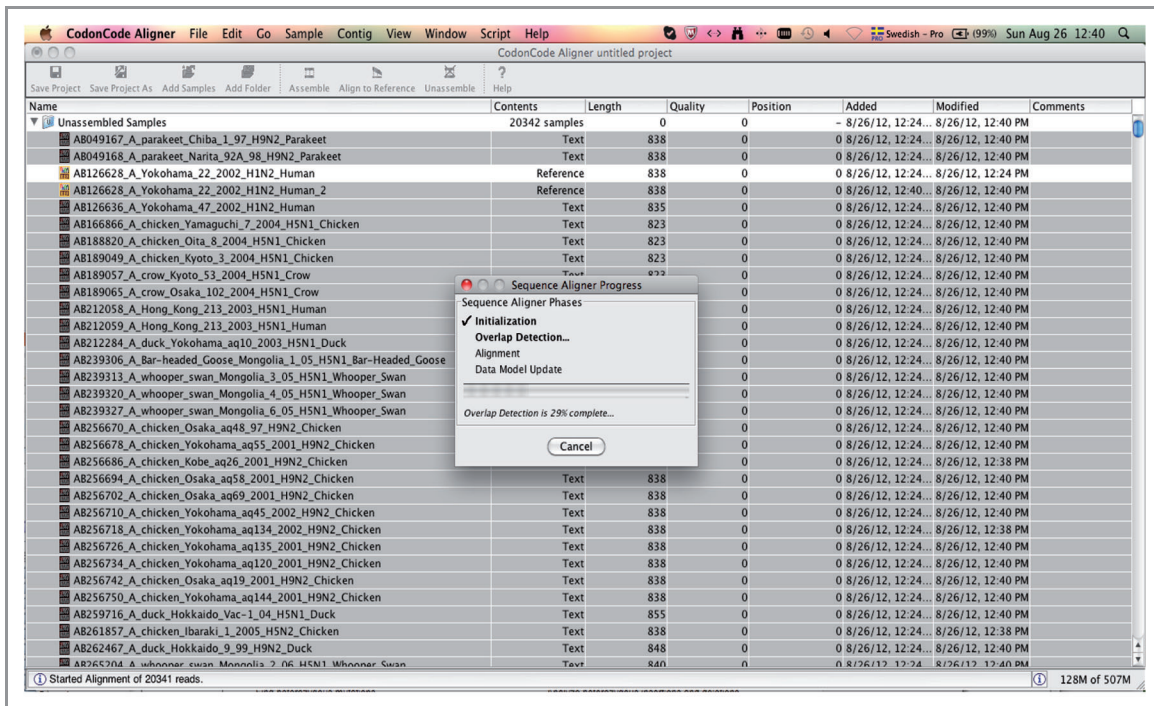 CodonCode Aligner File Edit Go Sample Contig View Window Script Help Swedish - Pro (99%) Sun Aug 26 12:40
CodonCode Aligner untitled project
Save Project Save Project As Add Samples Add Folder Assemble Align to Reference Unassemble Help
Name Contents Length Quality Position Added Modified Comments
Unassembled Samples 20342 samples 0 0 - 8/26/12, 12:24... 8/26/12, 12:40 PM
AB049167_A_parakeet_Chiba_1_97_H9N2_Parakeet Text 838 0 0 8/26/12, 12:24... 8/26/12, 12:40 PM
AB049168_A_parakeet_Narita_92A_98_H9N2_Parakeet Text 838 0 0 8/26/12, 12:24... 8/26/12, 12:40 PM
AB126628_A_Yokohama_22_2002_H1N2_Human Reference 838 0 0 8/26/12, 12:24... 8/26/12, 12:24 PM
AB126628_A_Yokohama_22_2002_H1N2_Human_2 Reference 838 0 0 8/26/12, 12:40... 8/26/12, 12:40 PM
AB126636_A_Yokohama_47_2002_H1N2_Human Text 835 0 0 8/26/12, 12:24... 8/26/12, 12:40 PM
AB166866_A_chicken_Yamaguchi_7_2004_H5N1_Chicken Text 823 0 0 8/26/12, 12:24... 8/26/12, 12:40 PM
AB188820_A_chicken_Oita_8_2004_H5N1_Chicken Text 823 0 0 8/26/12, 12:24... 8/26/12, 12:40 PM
AB189049_A_chicken_Kyoto_3_2004_H5N1_Chicken Text 823 0 0 8/26/12, 12:24... 8/26/12, 12:40 PM
AB189057_A_crow_Kyoto_53_2004_H5N1_Crow Text 823 0 0 8/26/12, 12:24... 8/26/12, 12:40 PM
AB189065_A_crow_Osaka_102_2004_H5N1_Crow 0 8/26/12, 12:24... 8/26/12, 12:40 PM
AB212058_A_Hong_Kong_213_2003_H5N1_Human 0 8/26/12, 12:24... 8/26/12, 12:40 PM
AB212059_A_Hong_Kong_213_2003_H5N1_Human 0 8/26/12, 12:24... 8/26/12, 12:40 PM
AB212284_A_duck_Yokohama_aq10_2003_H5N1_Duck 0 8/26/12, 12:24... 8/26/12, 12:40 PM
AB239306_A_Bar-headed_Goose_Mongolia_1_05_H5N1_Bar-Headed_Goose 0 8/26/12, 12:24... 8/26/12, 12:40 PM
AB239313_A_whooper_swan_Mongolia_3_05_H5N1_Whooper_Swan 0 8/26/12, 12:24... 8/26/12, 12:40 PM
AB239320_A_whooper_swan_Mongolia_4_05_H5N1_Whooper_Swan 0 8/26/12, 12:24... 8/26/12, 12:40 PM
AB239327_A_whooper_swan_Mongolia_6_05_H5N1_Whooper_Swan 0 8/26/12, 12:24... 8/26/12, 12:40 PM
AB256670_A_chicken_Osaka_aq48_97_H9N2_Chicken 0 8/26/12, 12:24... 8/26/12, 12:40 PM
AB256678_A_chicken_Yokohama_aq55_2001_H9N2_Chicken 0 8/26/12, 12:24... 8/26/12, 12:40 PM
AB256686_A_chicken_Kobe_aq26_2001_H9N2_Chicken 0 8/26/12, 12:24... 8/26/12, 12:38 PM
AB256694_A_chicken_Osaka_aq58_2001_H9N2_Chicken Text 838 0 0 8/26/12, 12:24... 8/26/12, 12:40 PM
AB256702_A_chicken_Osaka_aq69_2001_H9N2_Chicken Text 838 0 0 8/26/12, 12:24... 8/26/12, 12:40 PM
AB256710_A_chicken_Yokohama_aq45_2002_H9N2_Chicken Text 838 0 0 8/26/12, 12:24... 8/26/12, 12:40 PM
AB256718_A_chicken_Yokohama_aq134_2002_H9N2_Chicken Text 838 0 0 8/26/12, 12:24... 8/26/12, 12:38 PM
AB256726_A_chicken_Yokohama_aq135_2001_H9N2_Chicken Text 838 0 0 8/26/12, 12:24... 8/26/12, 12:40 PM
AB256734_A_chicken_Yokohama_aq120_2001_H9N2_Chicken Text 838 0 0 8/26/12, 12:24... 8/26/12, 12:40 PM
AB256742_A_chicken_Osaka_aq19_2001_H9N2_Chicken Text 838 0 0 8/26/12, 12:24... 8/26/12, 12:40 PM
AB256750_A_chicken_Yokohama_aq144_2001_H9N2_Chicken Text 838 0 0 8/26/12, 12:24... 8/26/12, 12:40 PM
AB259716_A_duck_Hokkaido_Vac-1_04_H5N1_Duck Text 855 0 0 8/26/12, 12:24... 8/26/12, 12:40 PM
AB261857_A_chicken_Ibaraki_1_2005_H5N2_Chicken Text 838 0 0 8/26/12, 12:24... 8/26/12, 12:38 PM
AB262467_A_duck_Hokkaido_9_99_H9N2_Duck Text 848 0 0 8/26/12, 12:24... 8/26/12, 12:40 PM
AB265204_A_whooper_swan_Mongolia_2_06_H5N1_Whooper_Swan Text 840 0 0 8/26/12, 12:24... 8/26/12, 12:40 PM
Sequence Aligner Progress
Sequence Aligner Phases
✓ Initialization
Overlap Detection...
Alignment
Data Model Update
Overlap Detection is 29% complete...
Cancel
Started Alignment of 20341 reads. 128M of 507M